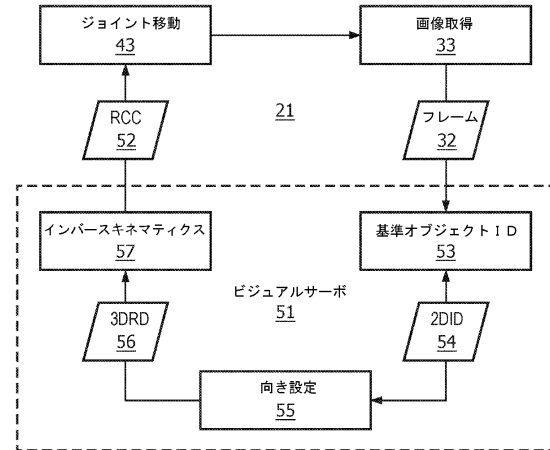 ジョイント移動
43
画像取得
33
RCC
52
21
フレーム
32
インバースキネマティクス
57
基準オブジェクトID
53
ビジュアルサーボ
51
3DRD
56
2DID
54
向き設定
55